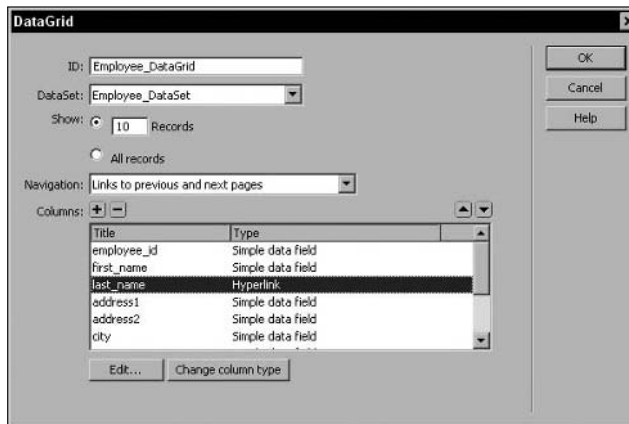 DataGrid
ID: Employee_DataGrid
OK
DataSet: Employee_DataSet
Cancel
Show: 10 Records
Help
All records
Navigation: Links to previous and next pages
Columns: + −
Title Type
employee_id Simple data field
first_name Simple data field
last_name Hyperlink
address1 Simple data field
address2 Simple data field
city Simple data field
Edit... Change column type